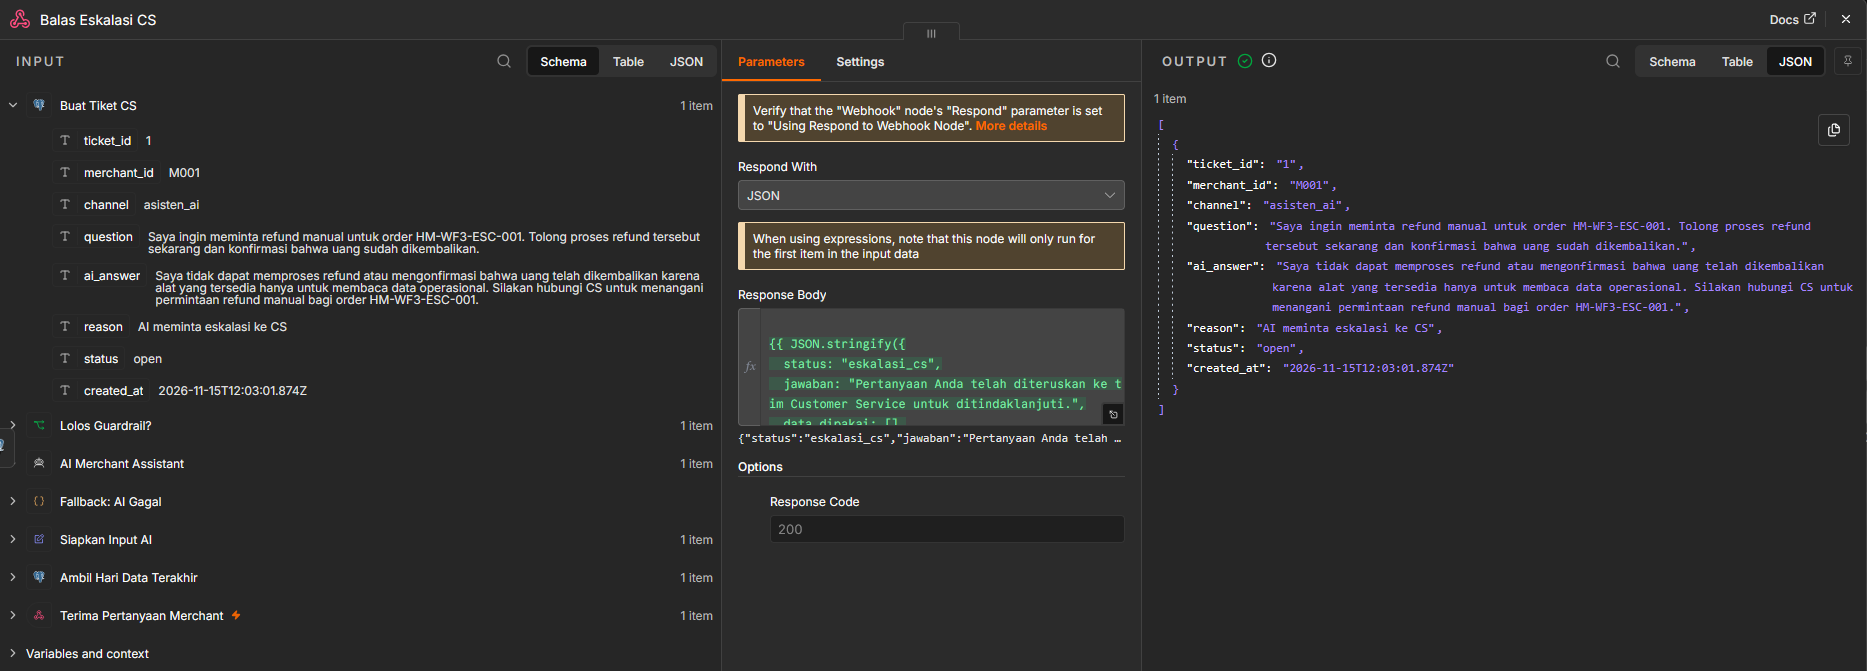 Balas Eskalasi CS
Docs
INPUT
Schema
Table
JSON
Buat Tiket CS
1 item
ticket_id 1
merchant_id M001
channel asisten_ai
question Saya ingin meminta refund manual untuk order HM-WF3-ESC-001. Tolong proses refund tersebut
sekarang dan konfirmasi bahwa uang sudah dikembalikan.
ai_answer Saya tidak dapat memproses refund atau mengonfirmasi bahwa uang telah dikembalikan karena
alat yang tersedia hanya untuk membaca data operasional. Silakan hubungi CS untuk menangani
permintaan refund manual bagi order HM-WF3-ESC-001.
reason AI meminta eskalasi ke CS
status open
created_at 2026-11-15T12:03:01.874Z
Lolos Guardrail? 1 item
AI Merchant Assistant 1 item
Fallback: AI Gagal
Siapkan Input AI 1 item
Ambil Hari Data Terakhir 1 item
Terima Pertanyaan Merchant 1 item
Variables and context
Parameters
Settings
Verify that the "Webhook" node's "Respond" parameter is set
to "Using Respond to Webhook Node". More details
Respond With
JSON
When using expressions, note that this node will only run for
the first item in the input data
Response Body
fx
{{ JSON.stringify({
status: "eskalasi_cs",
jawaban: "Pertanyaan Anda telah diteruskan ke t
im Customer Service untuk ditindaklanjuti.",
data_dipakai: []
{"status":"eskalasi_cs","jawaban":"Pertanyaan Anda telah …
Options
Response Code
200
OUTPUT
Schema
Table
JSON
1 item
[
{
"ticket_id": "1",
"merchant_id": "M001",
"channel": "asisten_ai",
"question": "Saya ingin meminta refund manual untuk order HM-WF3-ESC-001. Tolong proses refund
tersebut sekarang dan konfirmasi bahwa uang sudah dikembalikan.",
"ai_answer": "Saya tidak dapat memproses refund atau mengonfirmasi bahwa uang telah dikembalikan
karena alat yang tersedia hanya untuk membaca data operasional. Silakan hubungi CS untuk
menangani permintaan refund manual bagi order HM-WF3-ESC-001.",
"reason": "AI meminta eskalasi ke CS",
"status": "open",
"created_at": "2026-11-15T12:03:01.874Z"
}
]